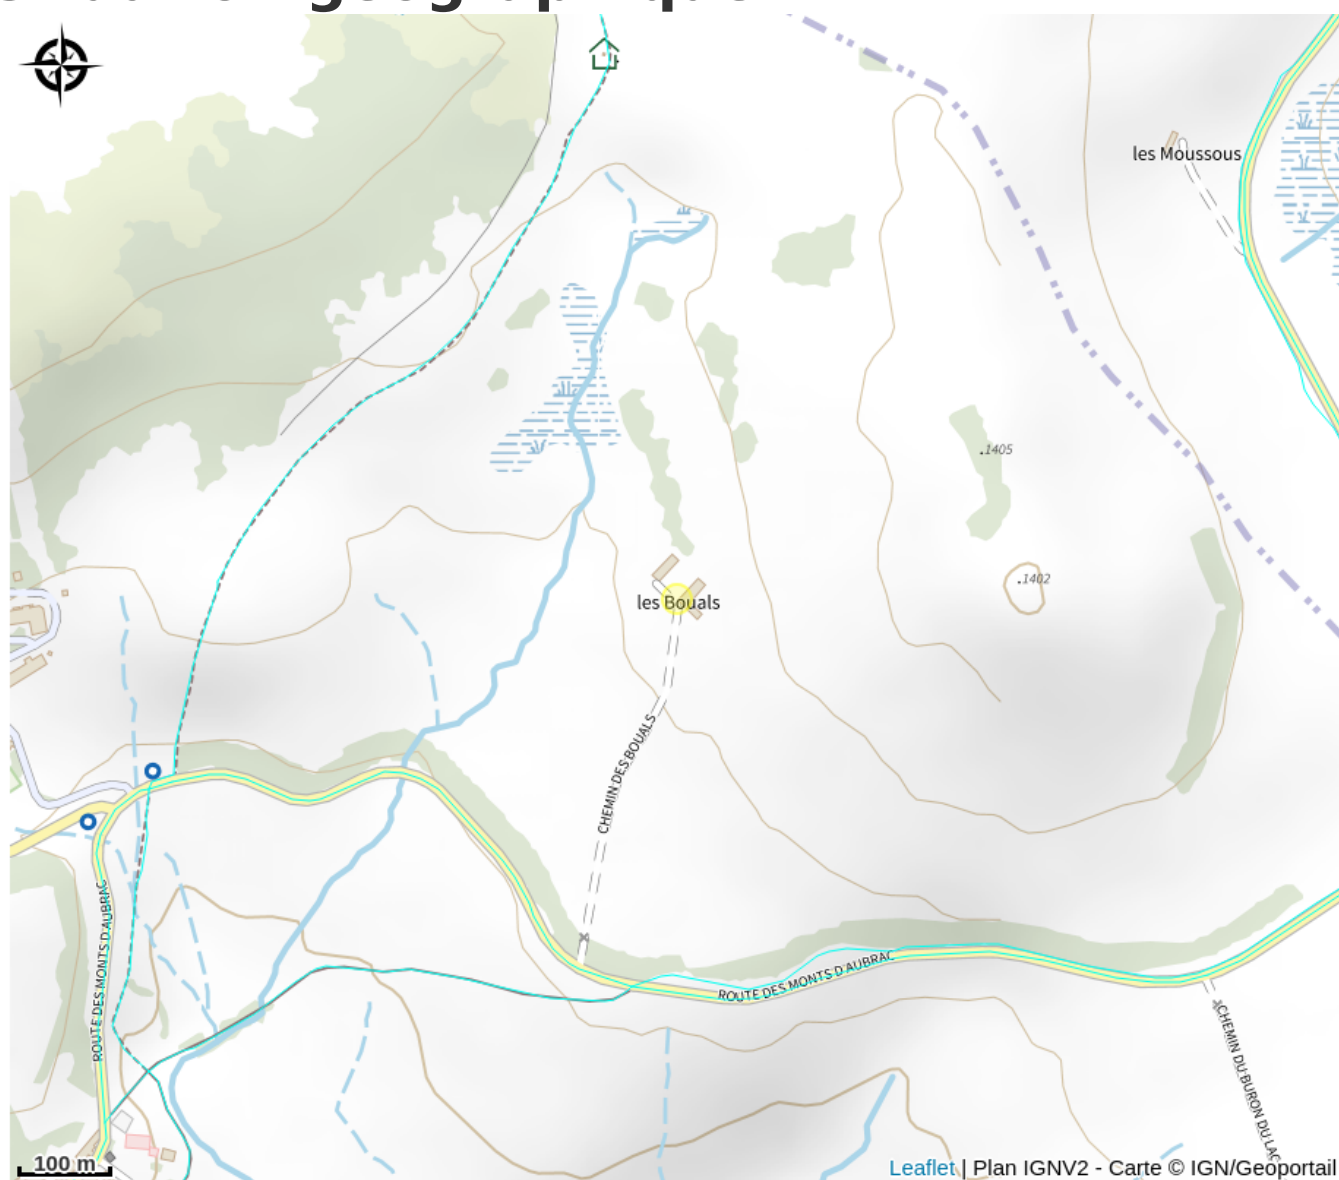 les Moussous
.1405
.1402
les Bouals
CHEMIN DES BOUALS
ROUTE DES MONTS D'AUBRAC
ROUTE DES MONTS D'AUBRAC
CHEMIN DU BURON DU LAC
100 m
Leaflet | Plan IGNV2 - Carte © IGN/Geoportail